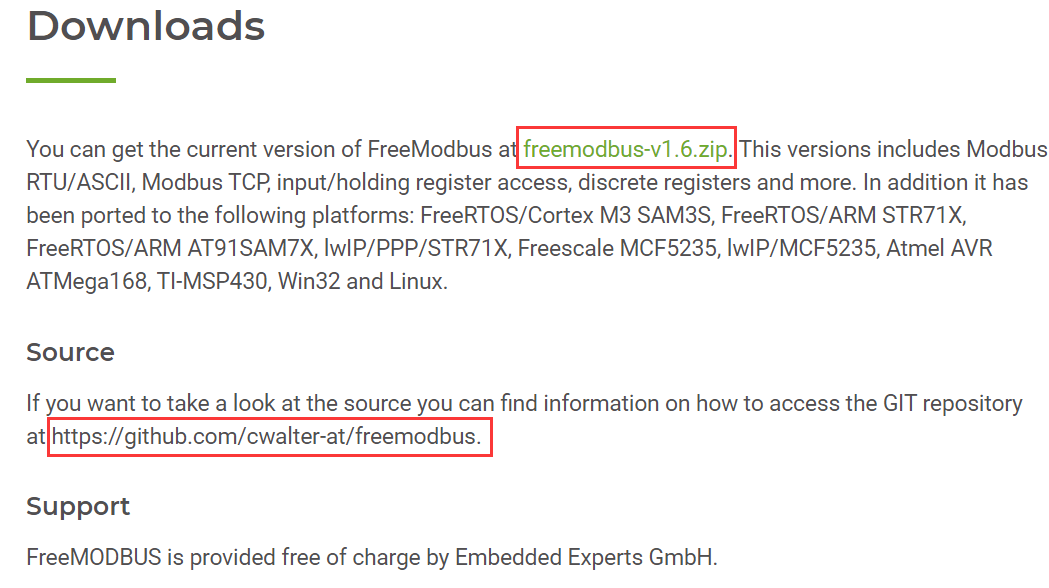 Downloads
You can get the current version of FreeModbus at freemodbus-v1.6.zip. This versions includes Modbus
RTU/ASCII, Modbus TCP, input/holding register access, discrete registers and more. In addition it has
been ported to the following platforms: FreeRTOS/Cortex M3 SAM3S, FreeRTOS/ARM STR71X,
FreeRTOS/ARM AT91SAM7X, lwIP/PPP/STR71X, Freescale MCF5235, lwIP/MCF5235, Atmel AVR
ATMega168, TI-MSP430, Win32 and Linux.
Source
If you want to take a look at the source you can find information on how to access the GIT repository
at https://github.com/cwalter-at/freemodbus.
Support
FreeMODBUS is provided free of charge by Embedded Experts GmbH.